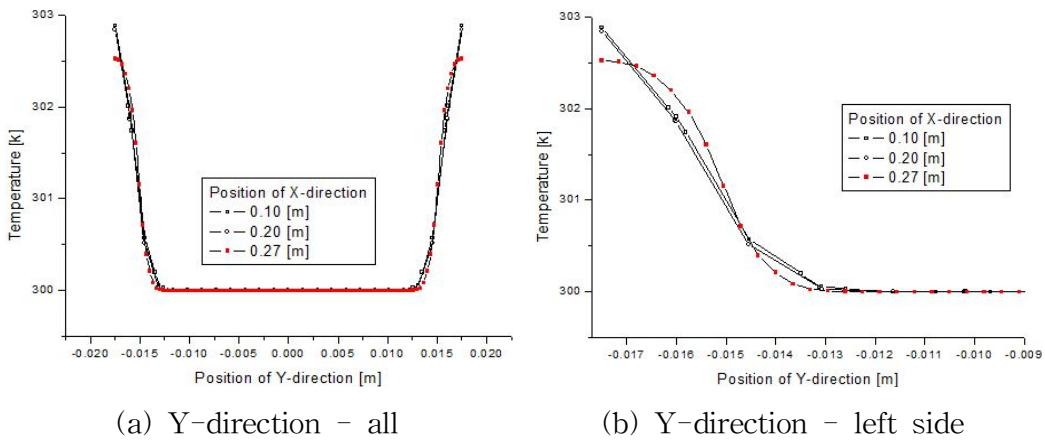 303
302
301
300
Temperature [k]
-0.020 -0.015 -0.010 -0.005 0.000 0.005 0.010 0.015 0.020
Position of Y-direction [m]
Position of X-direction
0.10 [m]
0.20 [m]
0.27 [m]
(a) Y-direction - all
303
302
301
300
Temperature [k]
-0.017 -0.016 -0.015 -0.014 -0.013 -0.012 -0.011 -0.010 -0.009
Position of Y-direction [m]
Position of X-direction
0.10 [m]
0.20 [m]
0.27 [m]
(b) Y-direction - left side